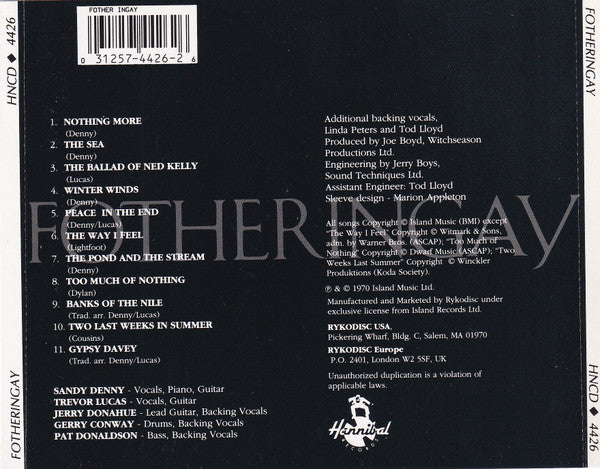 FOTHER INGAY
0 31257-4426-2 6
HNCD ◆ 4426
FOTHERINGAY
FOTHERINGAY
HNCD ◆ 4426
FOTHERINGAY
1. NOTHING MORE
(Denny)
2. THE SEA
(Denny)
3. THE BALLAD OF NED KELLY
(Lucas)
4. WINTER WINDS
(Denny)
5. PEACE IN THE END
(Denny/Lucas)
6. THE WAY I FEEL
(Lightfoot)
7. THE POND AND THE STREAM
(Denny)
8. TOO MUCH OF NOTHING
(Dylan)
9. BANKS OF THE NILE
(Trad. arr. Denny/Lucas)
10. TWO LAST WEEKS IN SUMMER
(Cousins)
11. GYPSY DAVEY
(Trad. arr. Denny/Lucas)
SANDY DENNY - Vocals, Piano, Guitar
TREVOR LUCAS - Vocals, Guitar
JERRY DONAHUE - Lead Guitar, Backing Vocals
GERRY CONWAY - Drums, Backing Vocals
PAT DONALDSON - Bass, Backing Vocals
Additional backing vocals,
Linda Peters and Tod Lloyd
Produced by Joe Boyd, Witchseason
Productions Ltd.
Engineering by Jerry Boys,
Sound Techniques Ltd.
Assistant Engineer: Tod Lloyd
Sleeve design - Marion Appleton
All songs Copyright © Island Music (BMI) except
"The Way I Feel" Copyright © Witmark & Sons,
adm. by Warner Bros. (ASCAP); "To Much of
Nothing" Copyright © Dwarf Music (ASCAP); "Two
Weeks Last Summer" Copyright © Winckler
Produktions (Koda Society).
℗ & © 1970 Island Music Ltd.
Manufactured and Marketed by Rykodisc under
exclusive license from Island Records Ltd.
RYKODISC USA,
Pickering Wharf, Bldg. C, Salem, MA 01970
RYKODISC Europe
P.O. 2401, London W2 5SF, UK
Unauthorized duplication is a violation of
applicable laws.
Hannibal
RECORDS